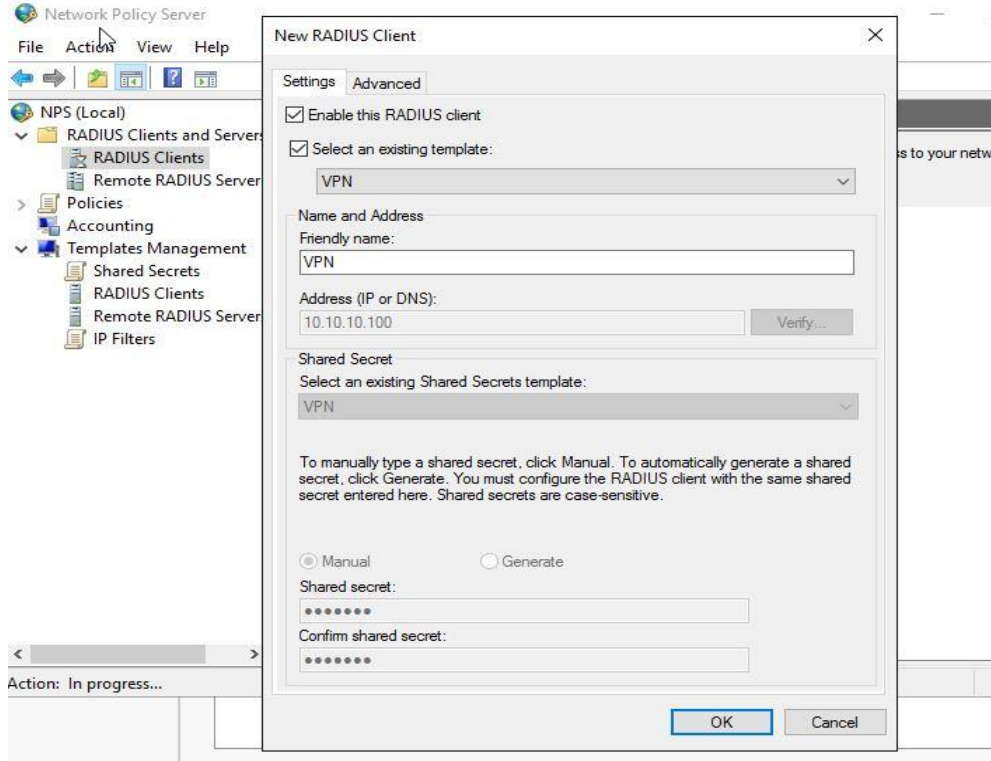 Network Policy Server
File Action View Help
NPS (Local)
RADIUS Clients and Servers
RADIUS Clients
Remote RADIUS Server
Policies
Accounting
Templates Management
Shared Secrets
RADIUS Clients
Remote RADIUS Server
IP Filters
Action: In progress...
New RADIUS Client
Settings Advanced
Enable this RADIUS client
Select an existing template:
VPN
Name and Address
Friendly name:
VPN
Address (IP or DNS):
10.10.10.100 Verify...
Shared Secret
Select an existing Shared Secrets template:
VPN
To manually type a shared secret, click Manual. To automatically generate a shared
secret, click Generate. You must configure the RADIUS client with the same shared
secret entered here. Shared secrets are case-sensitive.
Manual Generate
Shared secret:
●●●●●●●
Confirm shared secret:
●●●●●●●
OK Cancel
ss to your netw